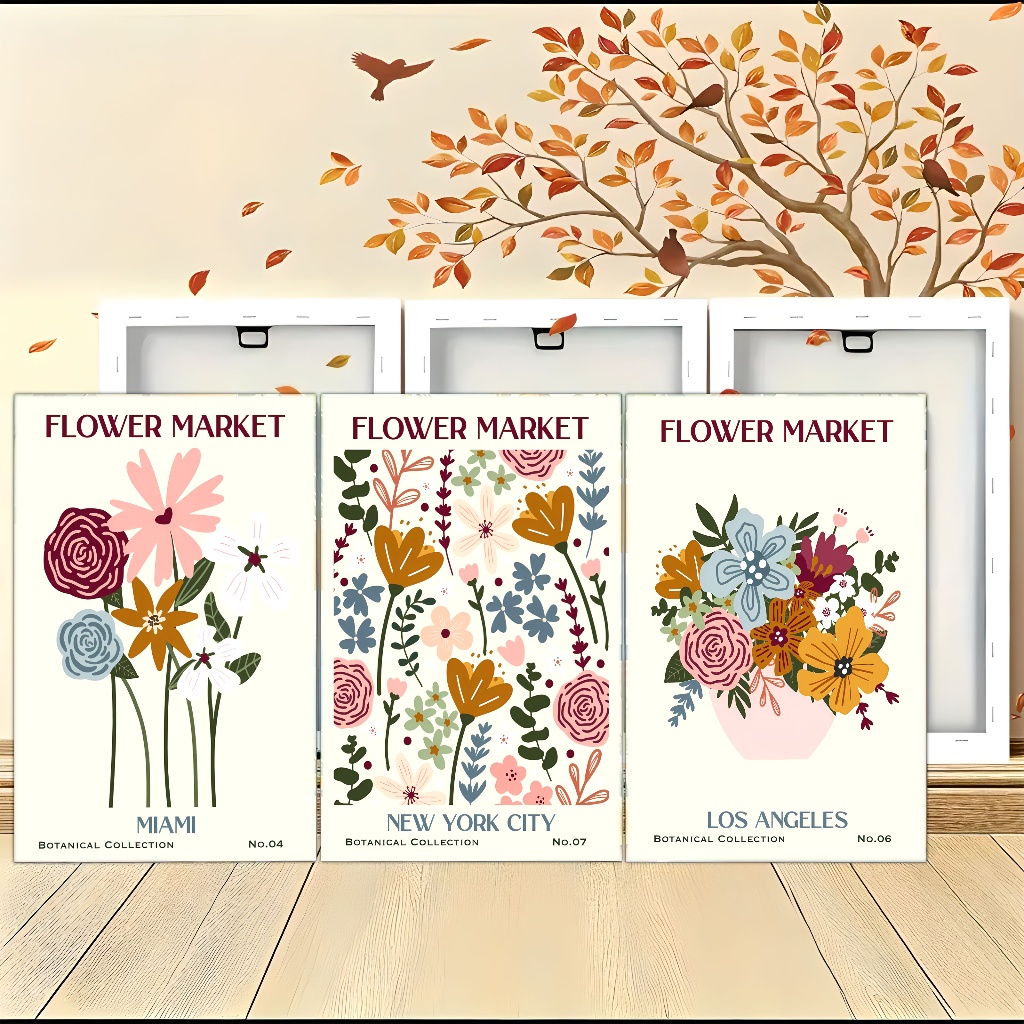 FLOWER MARKET
MIAMI
BOTANICAL COLLECTION No.04
FLOWER MARKET
NEW YORK CITY
BOTANICAL COLLECTION No.07
FLOWER MARKET
LOS ANGELES
BOTANICAL COLLECTION No.06